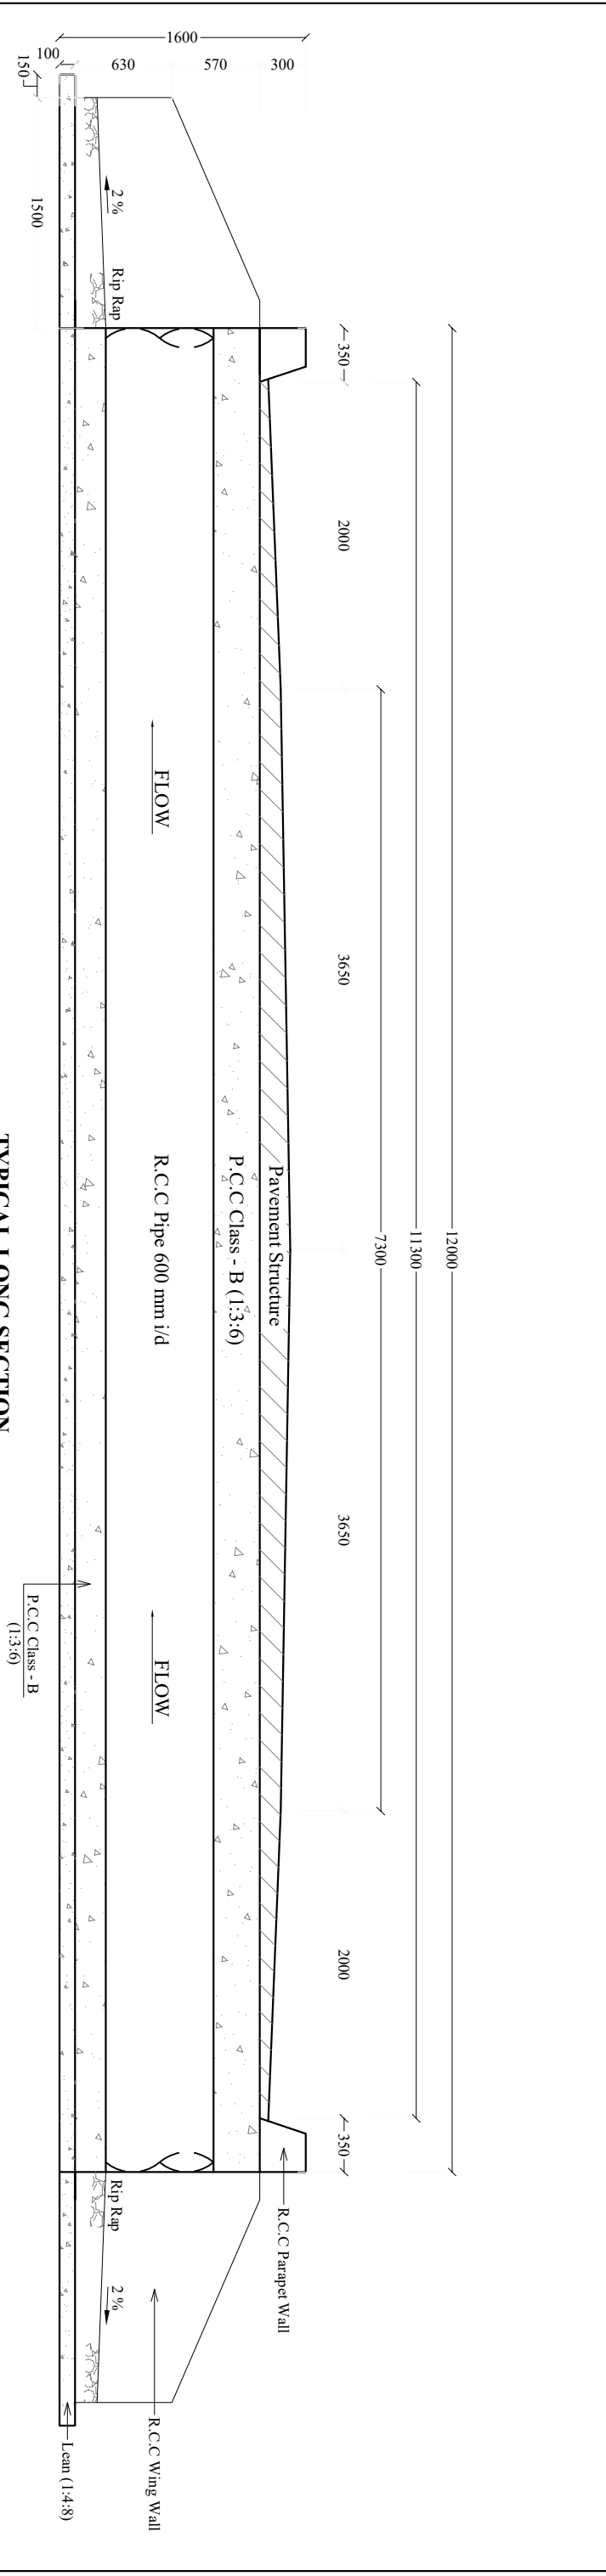 12000
11300
7300
350
2000
3650
3650
2000
350
1600
300
570
630
100
150
1500
Pavement Structure
P.C.C Class - B (1:3:6)
R.C.C Pipe 600 mm i/d
FLOW
FLOW
2 %
Rip Rap
Rip Rap
2 %
R.C.C Parapet Wall
R.C.C Wing Wall
Lean (1:4:8)
P.C.C Class - B
(1:3:6)
TYPICAL LONG SECTION